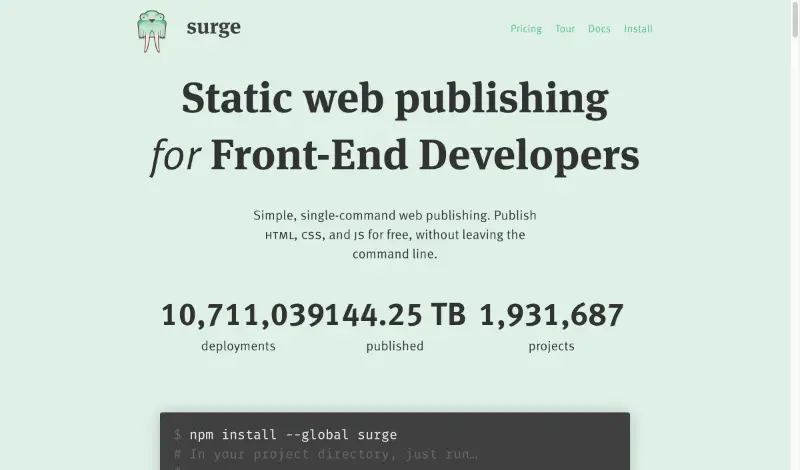 surge
Pricing Tour Docs Install
Static web publishing
for Front-End Developers
Simple, single-command web publishing. Publish
HTML, CSS, and JS for free, without leaving the
command line.
10,711,039 144.25 TB 1,931,687
deployments published projects
$ npm install --global surge
# In your project directory, just run…